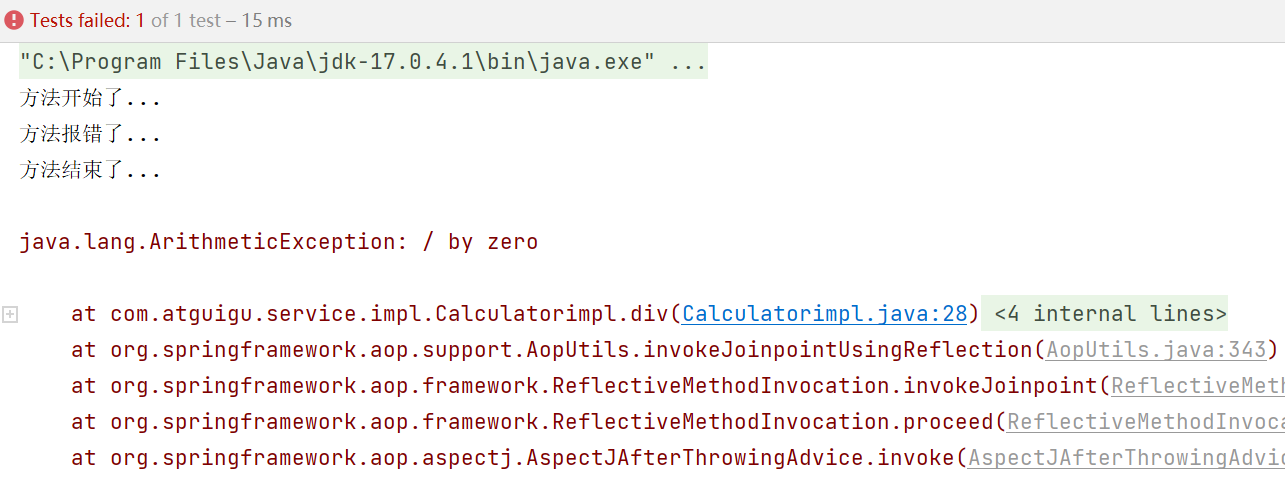 Tests failed: 1 of 1 test – 15 ms
"C:\Program Files\Java\jdk-17.0.4.1\bin\java.exe" ...
方法开始了...
方法报错了...
方法结束了...
java.lang.ArithmeticException: / by zero
at com.atguigu.service.impl.Calculatorimpl.div(Calculatorimpl.java:28) <4 internal lines>
at org.springframework.aop.support.AopUtils.invokeJoinpointUsingReflection(AopUtils.java:343)
at org.springframework.aop.framework.ReflectiveMethodInvocation.invokeJoinpoint(ReflectiveMeth
at org.springframework.aop.framework.ReflectiveMethodInvocation.proceed(ReflectiveMethodInvoca
at org.springframework.aop.aspectj.AspectJAfterThrowingAdvice.invoke(AspectJAfterThrowingAdvic